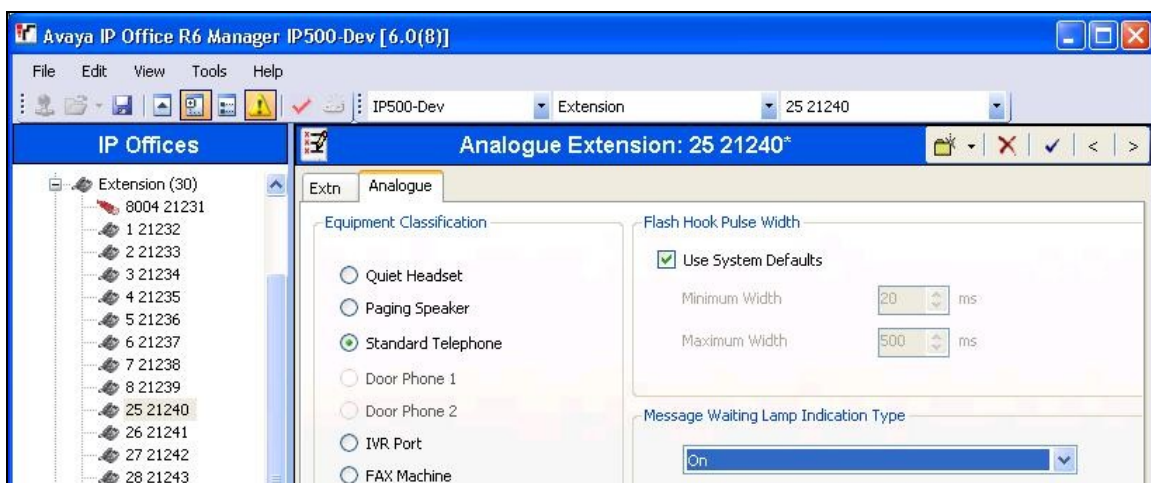 Avaya IP Office R6 Manager IP500-Dev [6.0(8)]
File Edit View Tools Help
IP500-Dev Extension 25 21240
IP Offices
Analogue Extension: 25 21240*
Extension (30)
8004 21231
1 21232
2 21233
3 21234
4 21235
5 21236
6 21237
7 21238
8 21239
25 21240
26 21241
27 21242
28 21243
Extn Analogue
Equipment Classification
Quiet Headset
Paging Speaker
Standard Telephone
Door Phone 1
Door Phone 2
IVR Port
FAX Machine
Flash Hook Pulse Width
Use System Defaults
Minimum Width 20 ms
Maximum Width 500 ms
Message Waiting Lamp Indication Type
On